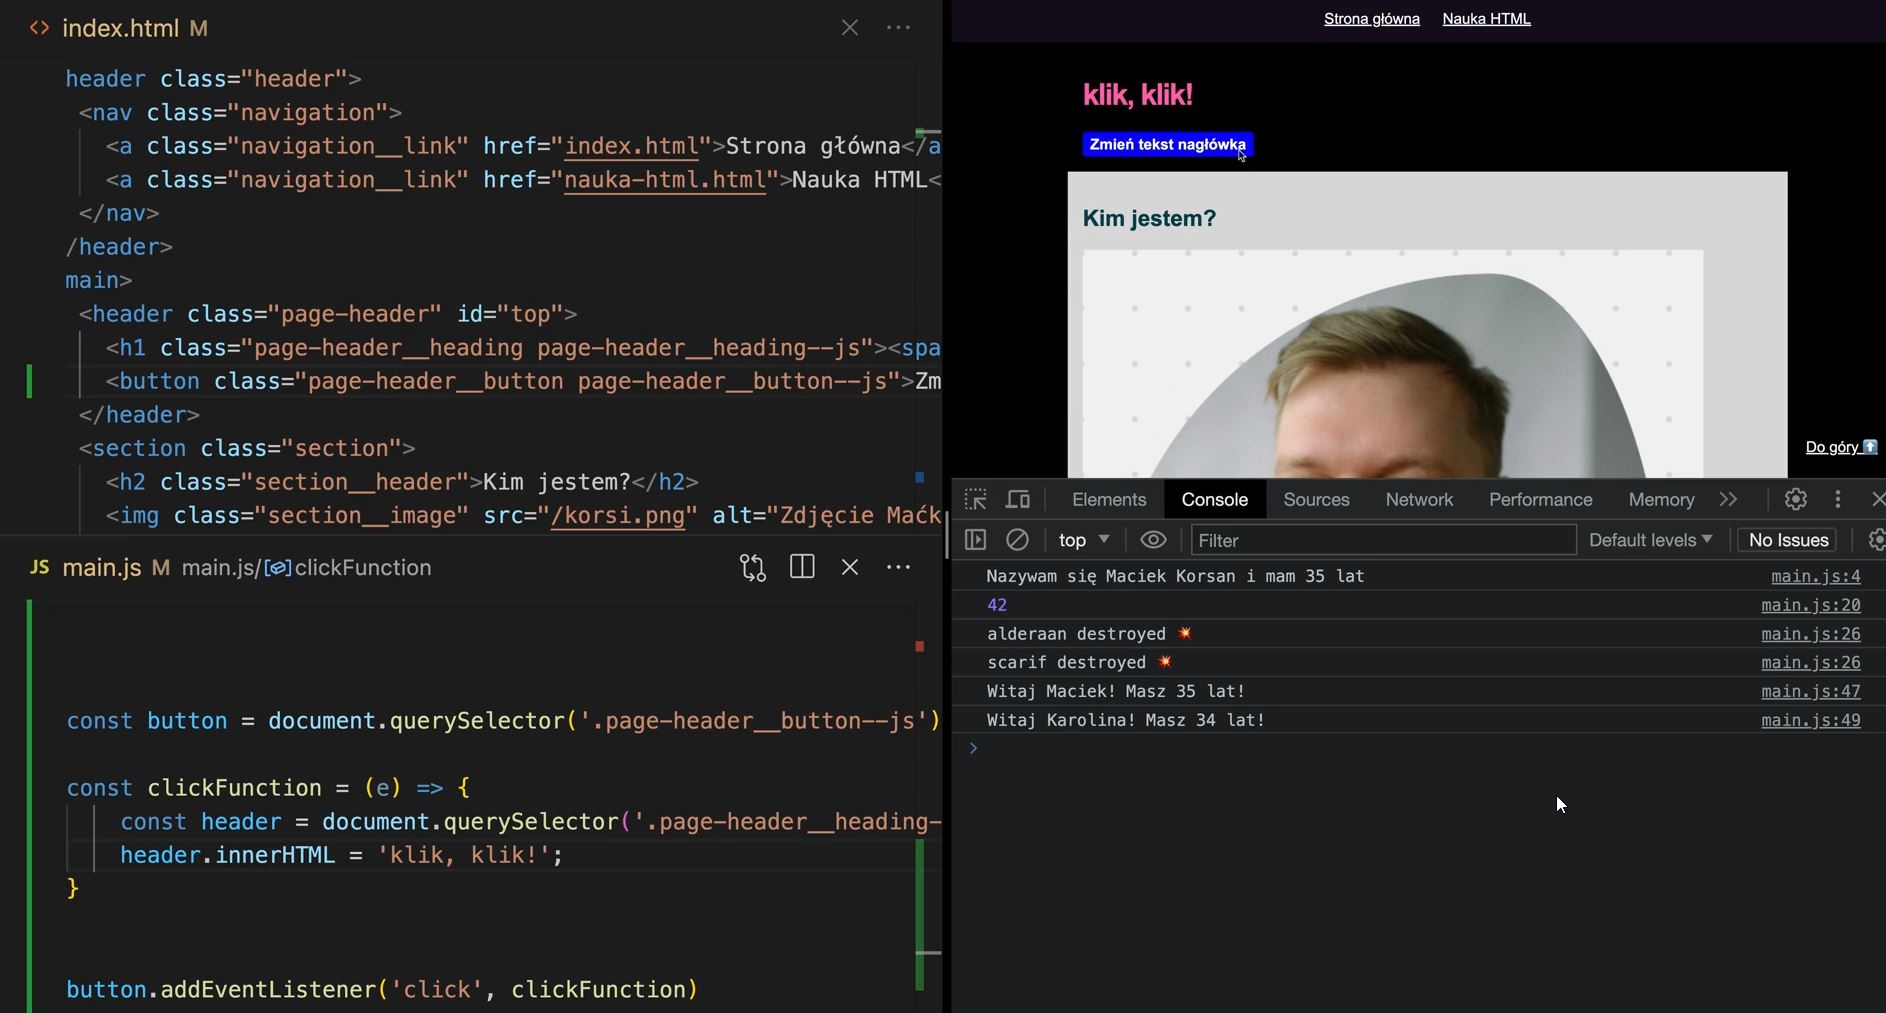 <> index.html M
header class="header">
<nav class="navigation">
<a class="navigation__link" href="index.html">Strona główna</a
<a class="navigation__link" href="nauka-html.html">Nauka HTML<
</nav>
/header>
main>
<header class="page-header" id="top">
<h1 class="page-header__heading page-header__heading--js"><spa
<button class="page-header__button page-header__button--js">Zm
</header>
<section class="section">
<h2 class="section__header">Kim jestem?</h2>
<img class="section__image" src="/korsi.png" alt="Zdjęcie Maćk
JS main.js M main.js/clickFunction
const button = document.querySelector('.page-header__button--js')
const clickFunction = (e) => {
const header = document.querySelector('.page-header__heading-
header.innerHTML = 'klik, klik!';
}
button.addEventListener('click', clickFunction)
Strona główna Nauka HTML
klik, klik!
Zmień tekst nagłówka
Kim jestem?
Do góry ⬆
Elements Console Sources Network Performance Memory »
top Filter Default levels No Issues
Nazywam się Maciek Korsan i mam 35 lat main.js:4
42 main.js:20
alderaan destroyed 💥 main.js:26
scarif destroyed 💥 main.js:26
Witaj Maciek! Masz 35 lat! main.js:47
Witaj Karolina! Masz 34 lat! main.js:49
>